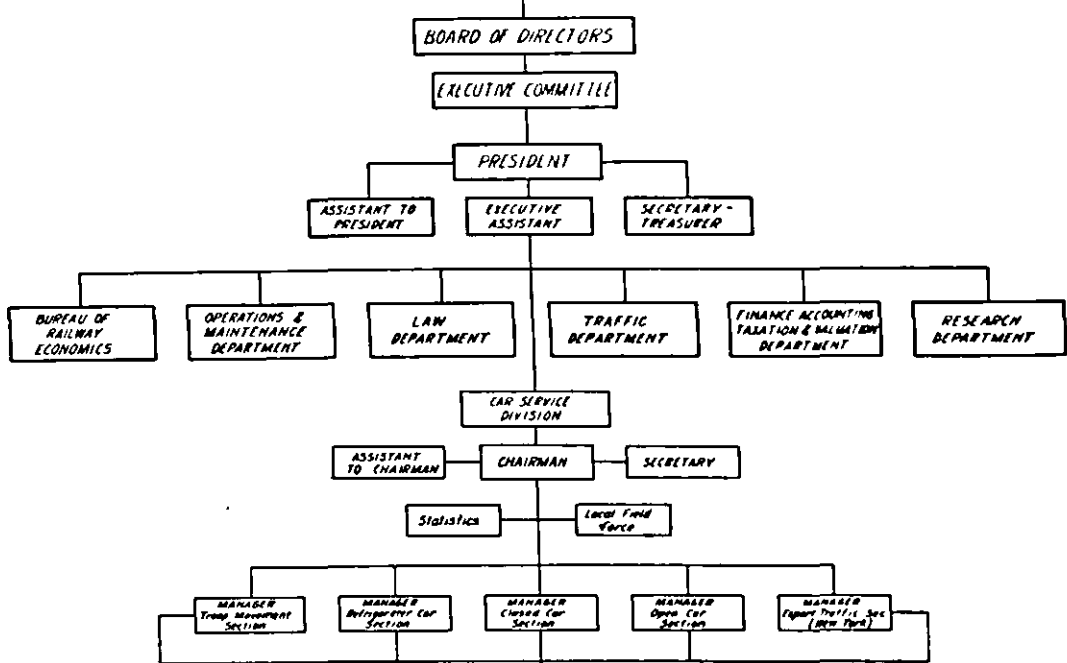 BOARD OF DIRECTORS
EXECUTIVE COMMITTEE
PRESIDENT
ASSISTANT TO
PRESIDENT
EXECUTIVE
ASSISTANT
SECRETARY -
TREASURER
BUREAU OF
RAILWAY
ECONOMICS
OPERATIONS &
MAINTENANCE
DEPARTMENT
LAW
DEPARTMENT
TRAFFIC
DEPARTMENT
FINANCE ACCOUNTING
TAXATION & VALUATION
DEPARTMENT
RESEARCH
DEPARTMENT
CAR SERVICE
DIVISION
ASSISTANT
TO CHAIRMAN
CHAIRMAN
SECRETARY
Statistics
Local Field
Force
MANAGER
Troop Movement
Section
MANAGER
Refrigerator Car
Section
MANAGER
Closed Car
Section
MANAGER
Open Car
Section
MANAGER
Export Traffic Sec
(New York)